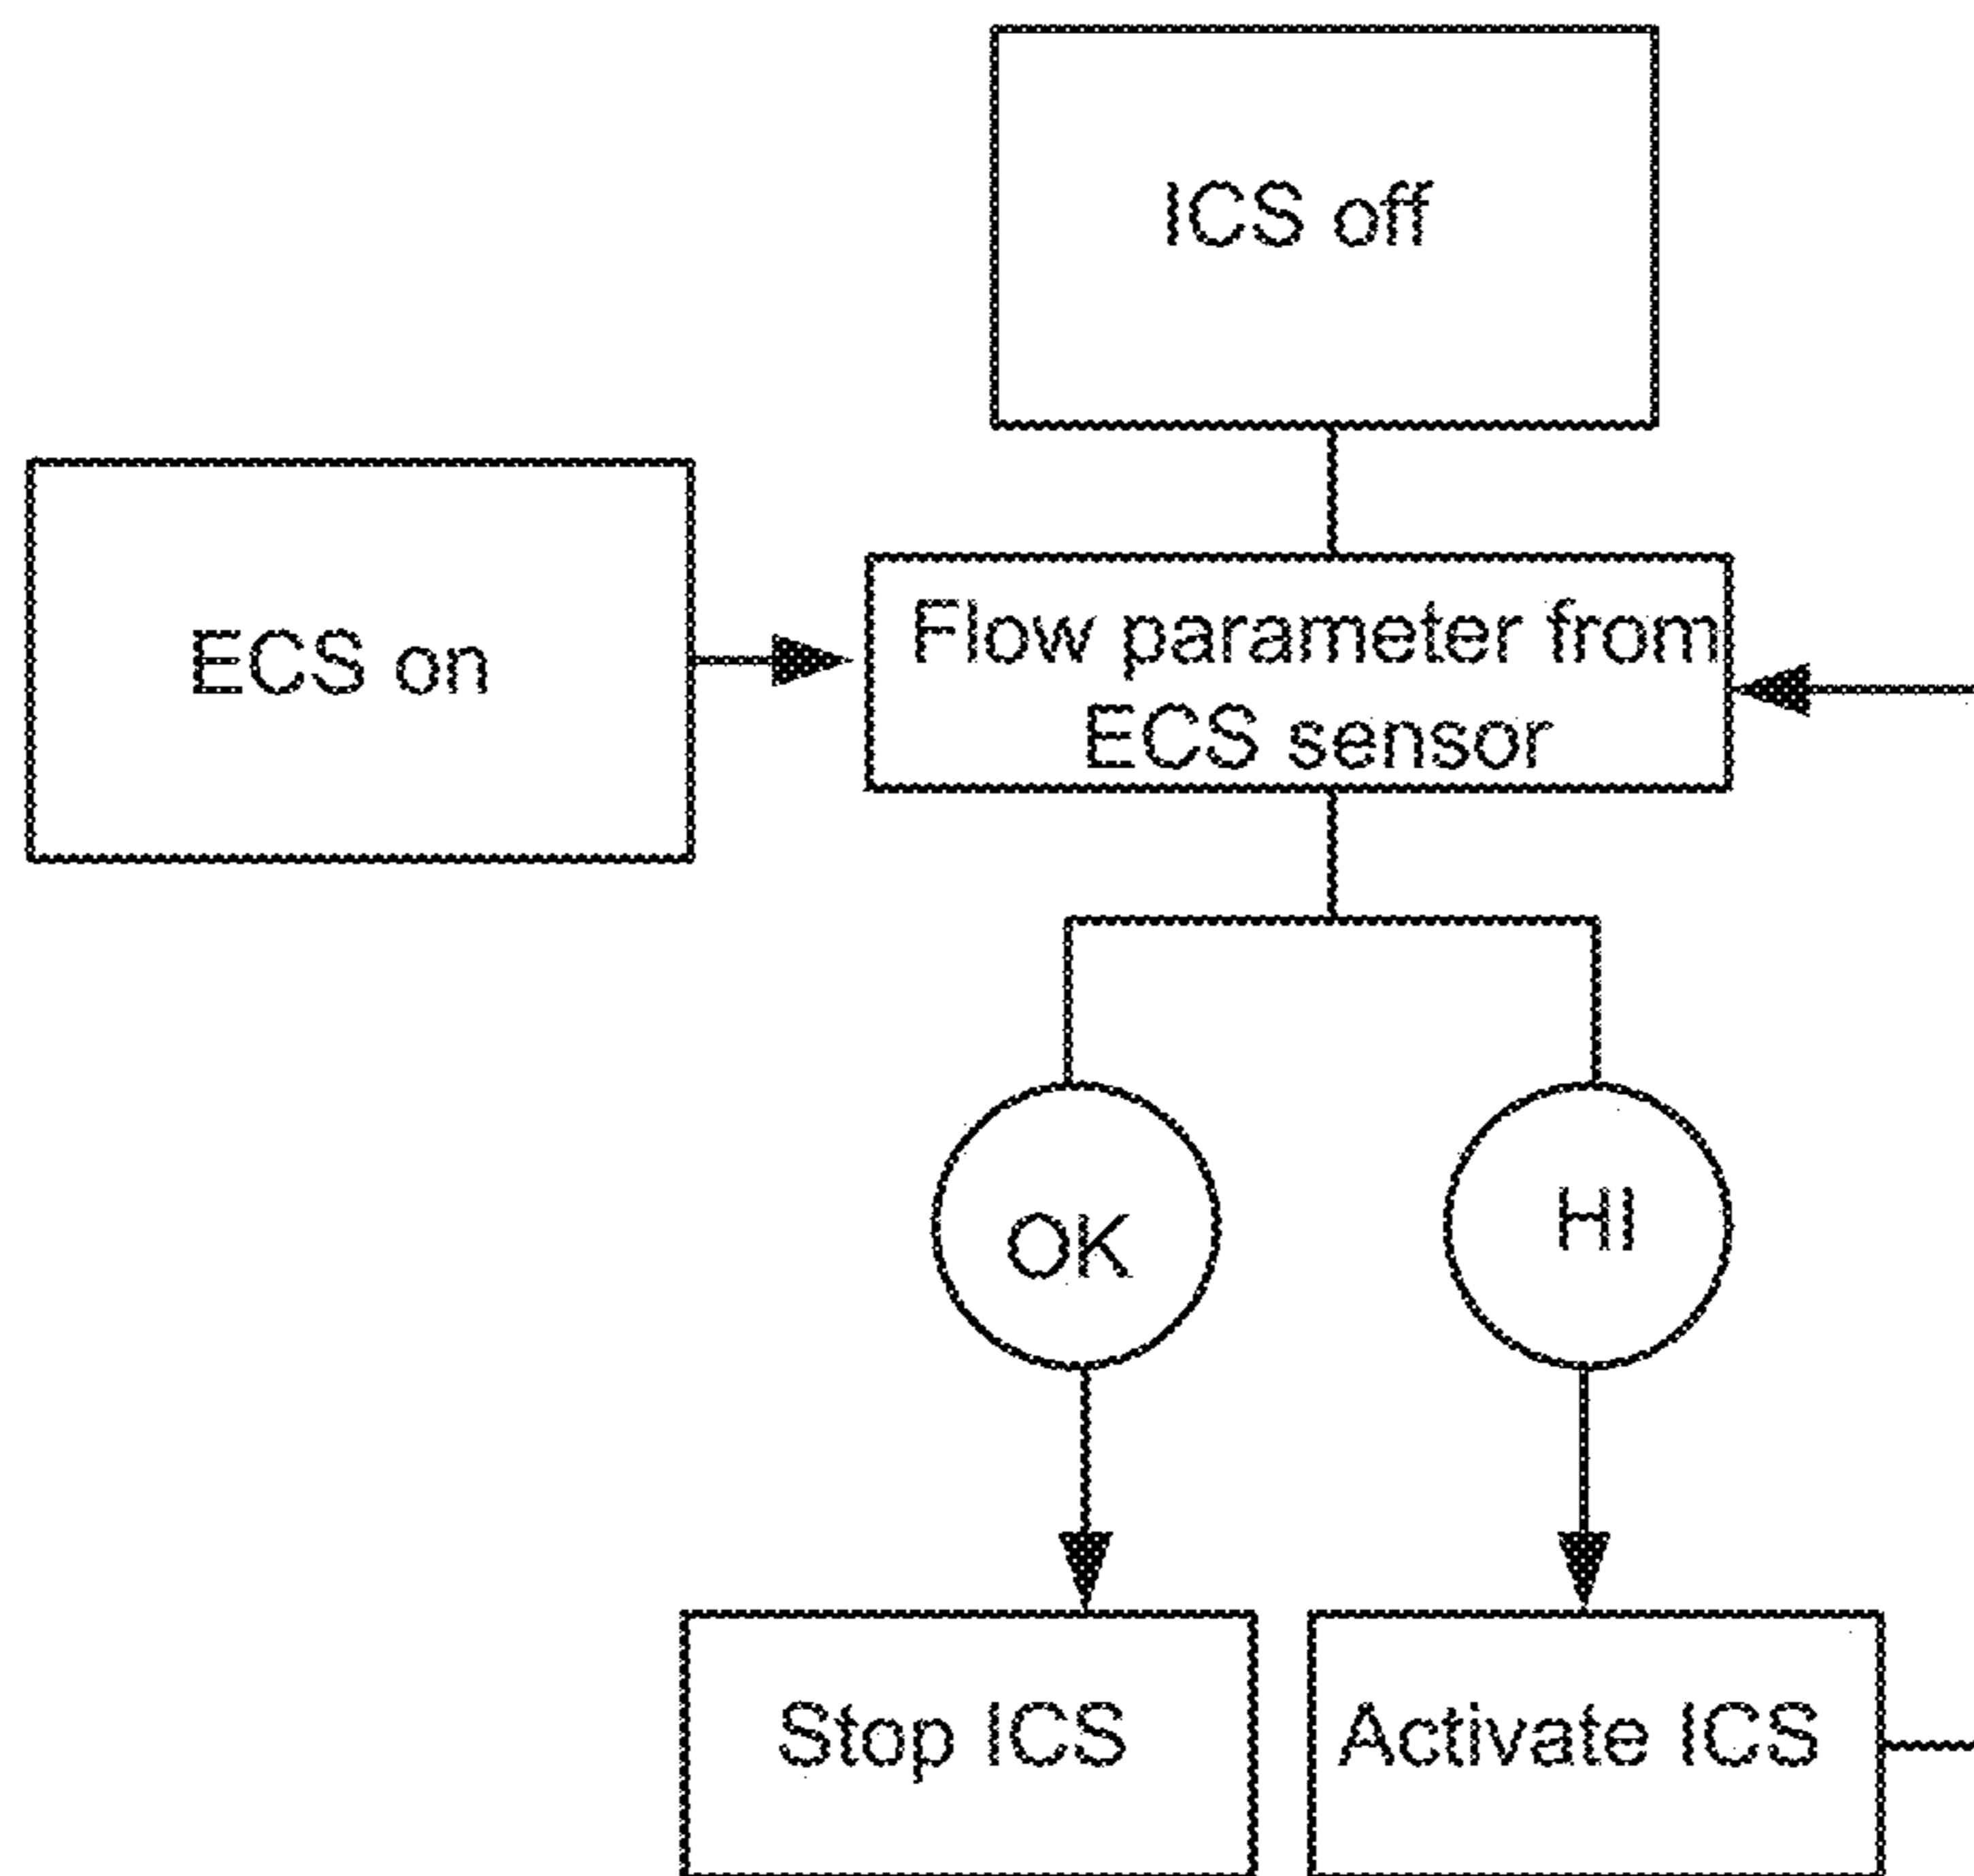 ICS off
ECS on
Flow parameter from
ECS sensor
OK
HI
Stop ICS
Activate ICS